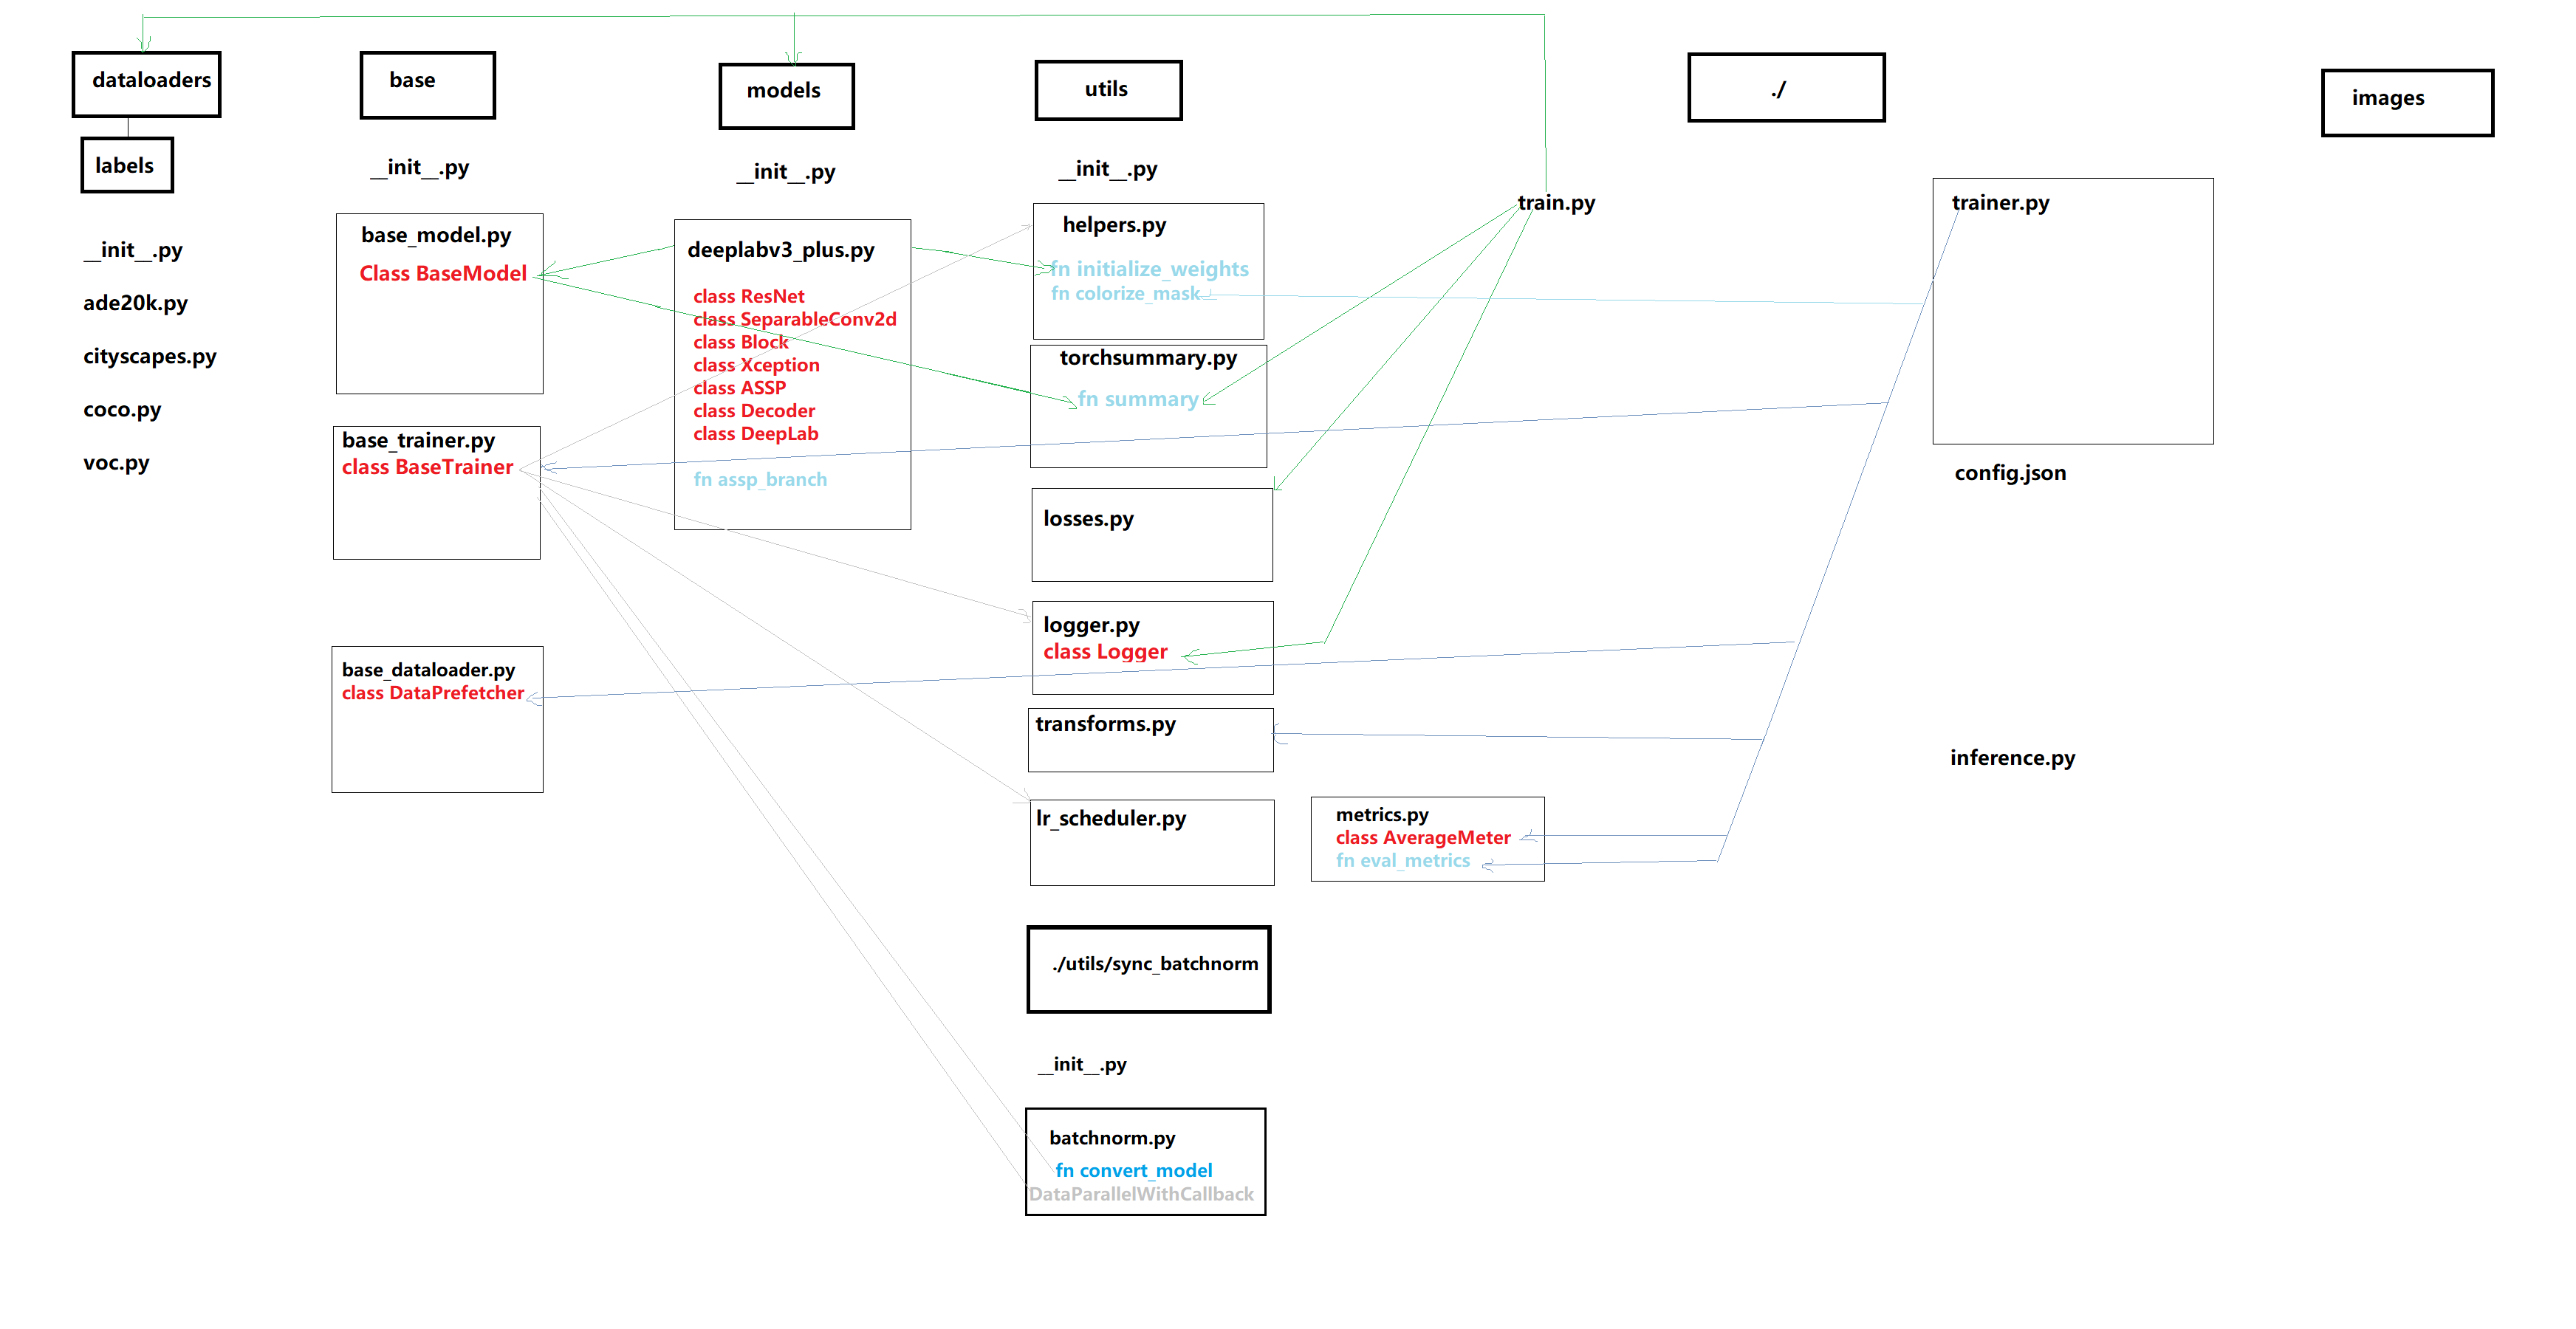 dataloaders
labels
__init__.py
ade20k.py
cityscapes.py
coco.py
voc.py
base
__init__.py
base_model.py
Class BaseModel
base_trainer.py
class BaseTrainer
base_dataloader.py
class DataPrefetcher
models
__init__.py
deeplabv3_plus.py
class ResNet
class SeparableConv2d
class Block
class Xception
class ASSP
class Decoder
class DeepLab
fn assp_branch
utils
__init__.py
helpers.py
fn initialize_weights
fn colorize_mask
torchsummary.py
fn summary
losses.py
logger.py
class Logger
transforms.py
lr_scheduler.py
metrics.py
class AverageMeter
fn eval_metrics
./utils/sync_batchnorm
__init__.py
batchnorm.py
fn convert_model
DataParallelWithCallback
./
train.py
trainer.py
config.json
inference.py
images